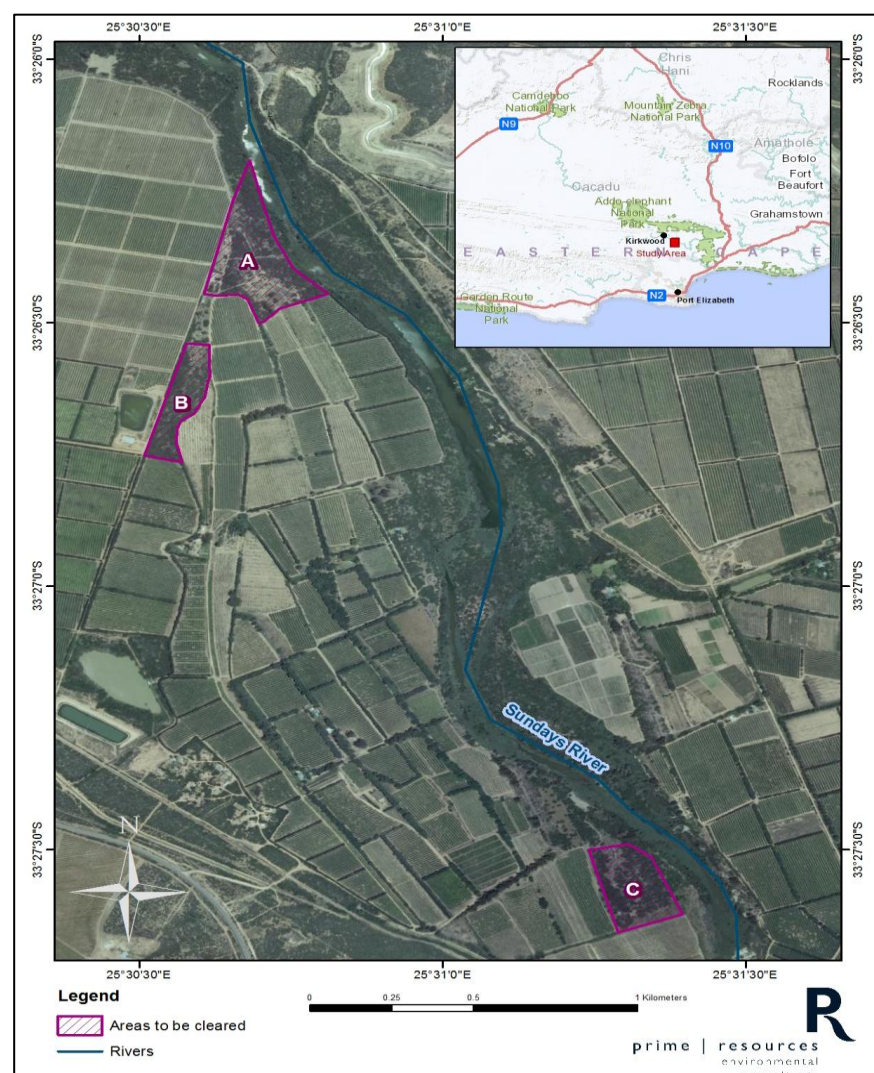 25°30'30"E
25°31'0"E
25°31'30"E
33°26'0"S
33°26'0"S
Chris
Hani
Rocklands
Camdeboo
National Park
Mountain Zebra
National Park
N9
N10
Amathole
Bofolo
Fort
Beaufort
Cacadu
Addo-elephant
National
Park
Grahamstown
Kirkwood
EASTERN CAPE
Study Area
N2
Port Elizabeth
Garden Route
National
Park
A
33°26'30"S
33°26'30"S
B
33°27'0"S
33°27'0"S
Sundays River
33°27'30"S
33°27'30"S
N
C
25°30'30"E
25°31'0"E
25°31'30"E
Legend
Areas to be cleared
Rivers
0
0.25
0.5
1 Kilometers
R
prime | resources
environmental